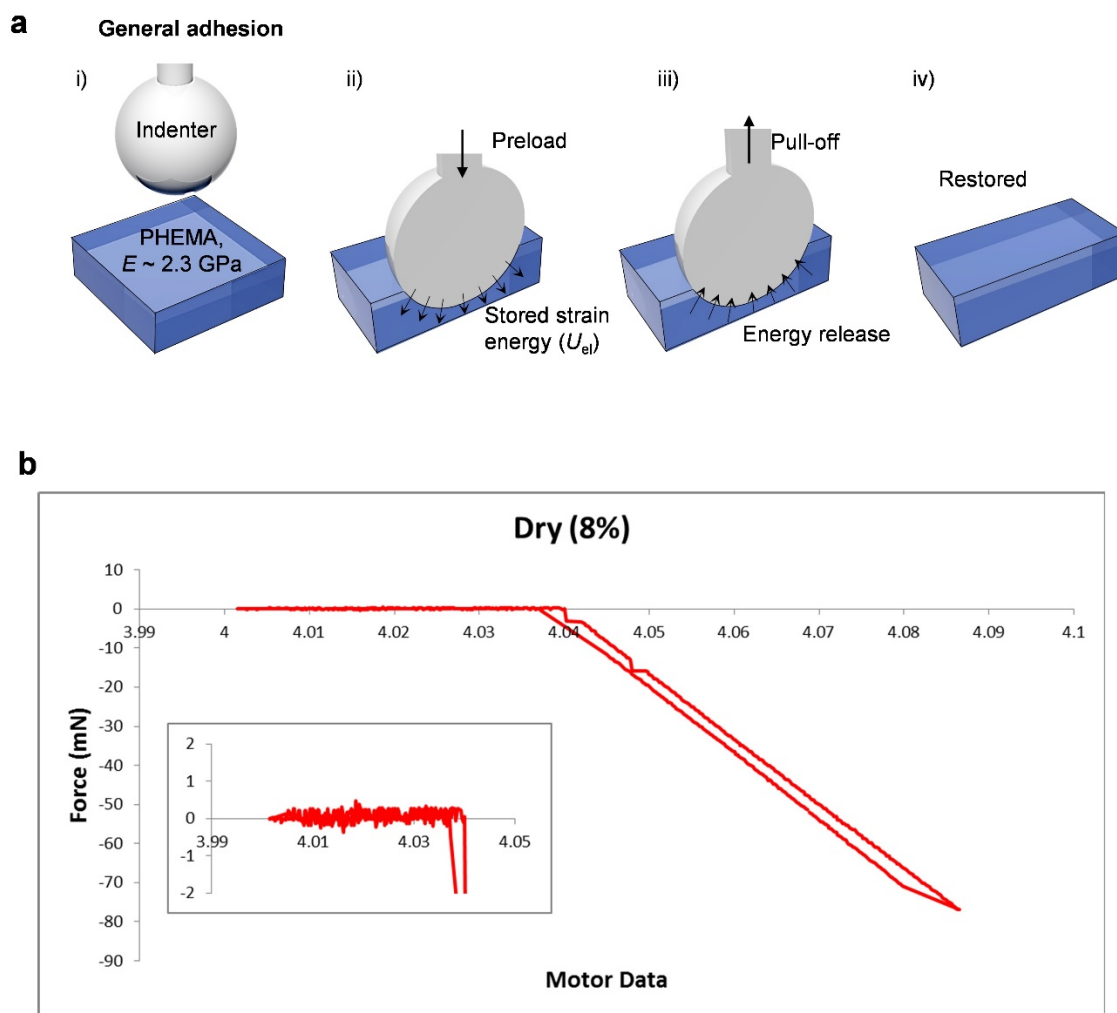 a
General adhesion
i)
ii)
iii)
iv)
Indenter
Preload
Pull-off
Restored
PHEMA,
E ~ 2.3 GPa
Stored strain
energy (Uel)
Energy release
b
Dry (8%)
10
0
-10
-20
-30
-40
-50
-60
-70
-80
-90
3.99
4
4.01
4.02
4.03
4.04
4.05
4.06
4.07
4.08
4.09
4.1
Force (mN)
2
1
0
-1
-2
3.99
4.01
4.03
4.05
Motor Data